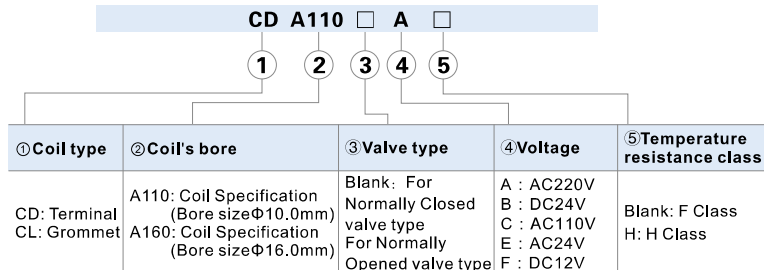 CD A110 □ A □
① ② ③ ④ ⑤
①Coil type
②Coil's bore
③Valve type
④Voltage
⑤Temperature
resistance class
CD: Terminal
CL: Grommet
A110: Coil Specification
(Bore sizeΦ10.0mm)
A160: Coil Specification
(Bore sizeΦ16.0mm)
Blank: For
Normally Closed
valve type
For Normally
Opened valve type
A : AC220V
B : DC24V
C : AC110V
E : AC24V
F : DC12V
Blank: F Class
H: H Class